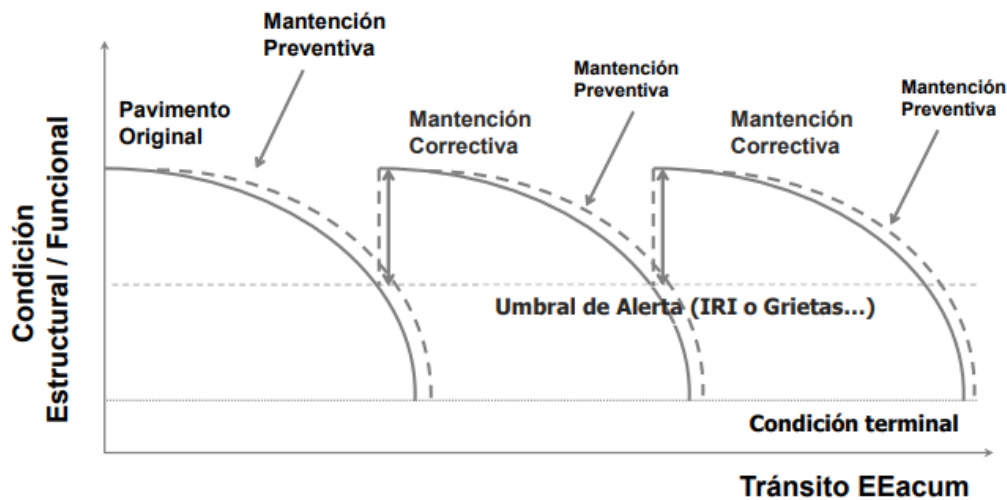 Mantención
Preventiva
Mantención
Preventiva
Mantención
Preventiva
Pavimento
Original
Mantención
Correctiva
Mantención
Correctiva
Condición
Estructural / Funcional
Umbral de Alerta (IRI o Grietas...)
Condición terminal
Tránsito EEacum